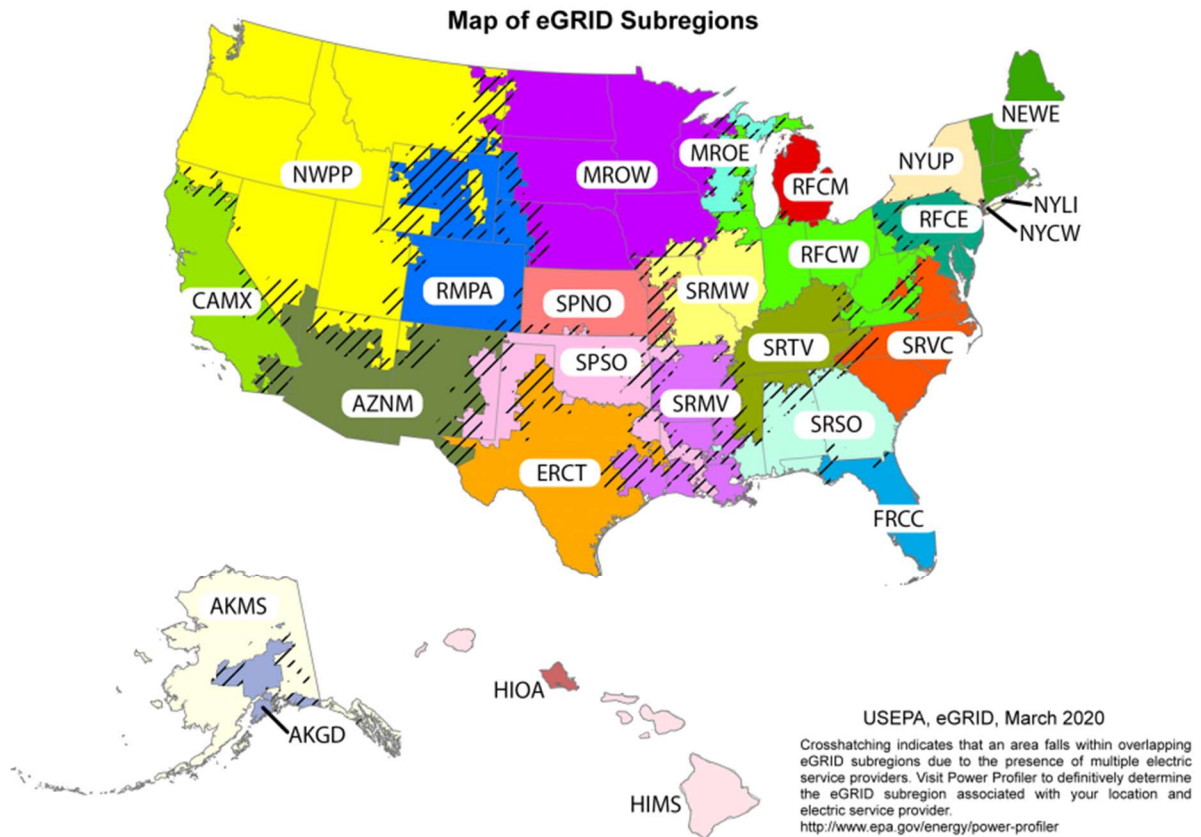 Map of eGRID Subregions
NEWE
MROE
NYUP
NWPP
MROW
RFCM
NYLI
RFCE
NYCW
RFCW
CAMX
RMPA
SPNO
SRMW
SRTV
SRVC
SPSO
AZNM
SRMV
SRSO
ERCT
FRCC
AKMS
HIOA
AKGD
HIMS
USEPA, eGRID, March 2020
Crosshatching indicates that an area falls within overlapping
eGRID subregions due to the presence of multiple electric
service providers. Visit Power Profiler to definitively determine
the eGRID subregion associated with your location and
electric service provider.
http://www.epa.gov/energy/power-profiler